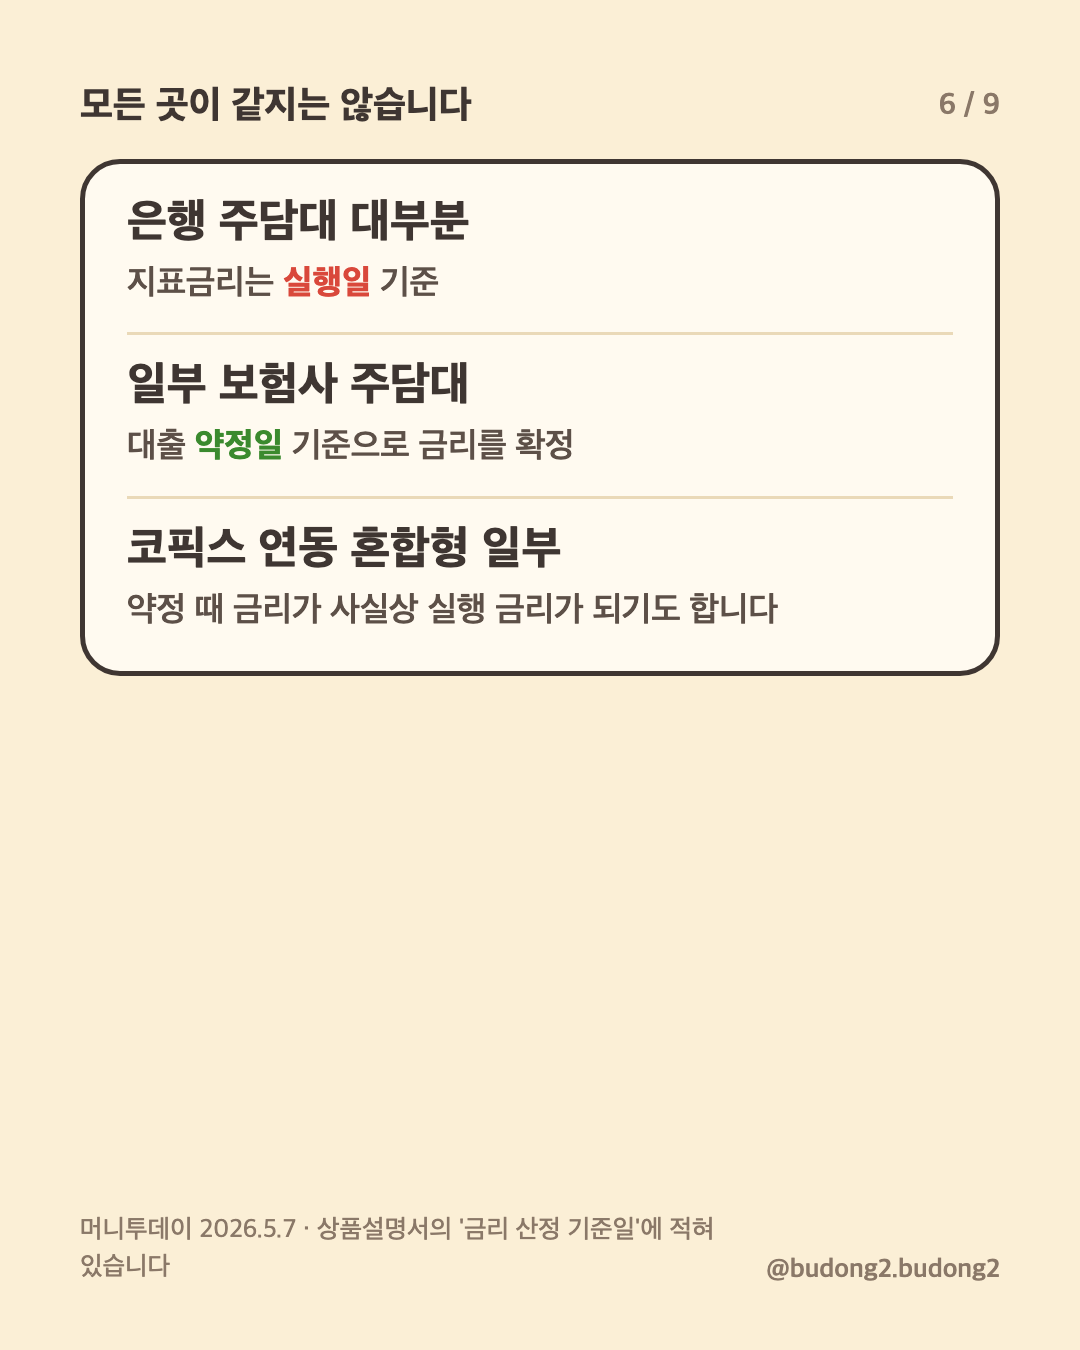 모든 곳이 같지는 않습니다
6 / 9
은행 주담대 대부분
지표금리는 실행일 기준
일부 보험사 주담대
대출 약정일 기준으로 금리를 확정
코픽스 연동 혼합형 일부
약정 때 금리가 사실상 실행 금리가 되기도 합니다
머니투데이 2026.5.7 · 상품설명서의 '금리 산정 기준일'에 적혀
있습니다
@budong2.budong2